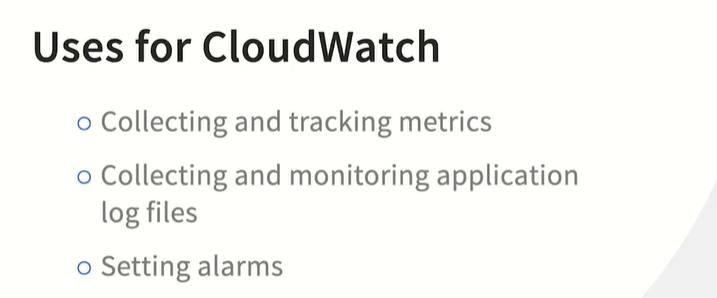 Uses for CloudWatch
Collecting and tracking metrics
Collecting and monitoring application
log files
Setting alarms